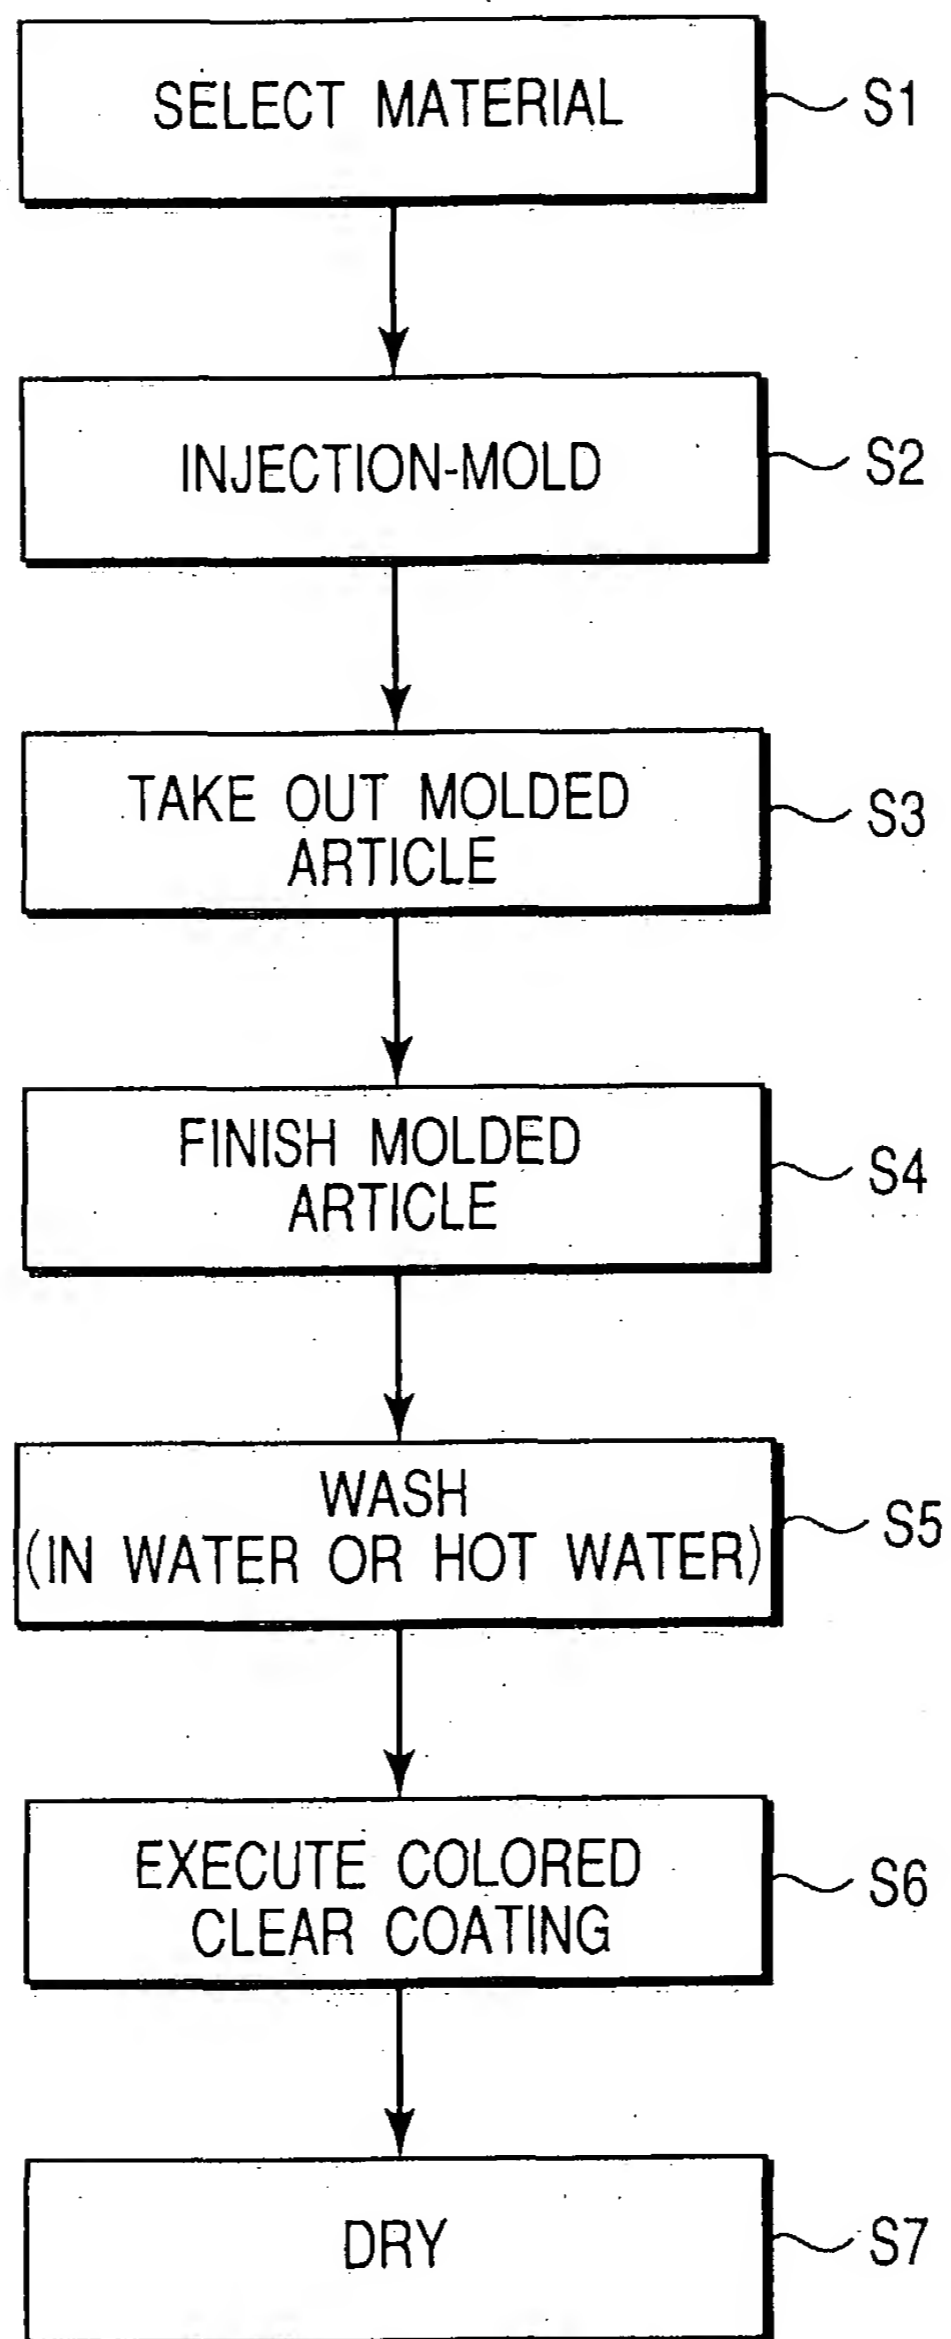 SELECT MATERIAL
S1
INJECTION-MOLD
S2
TAKE OUT MOLDED
ARTICLE
S3
FINISH MOLDED
ARTICLE
S4
WASH
(IN WATER OR HOT WATER)
S5
EXECUTE COLORED
CLEAR COATING
S6
DRY
S7